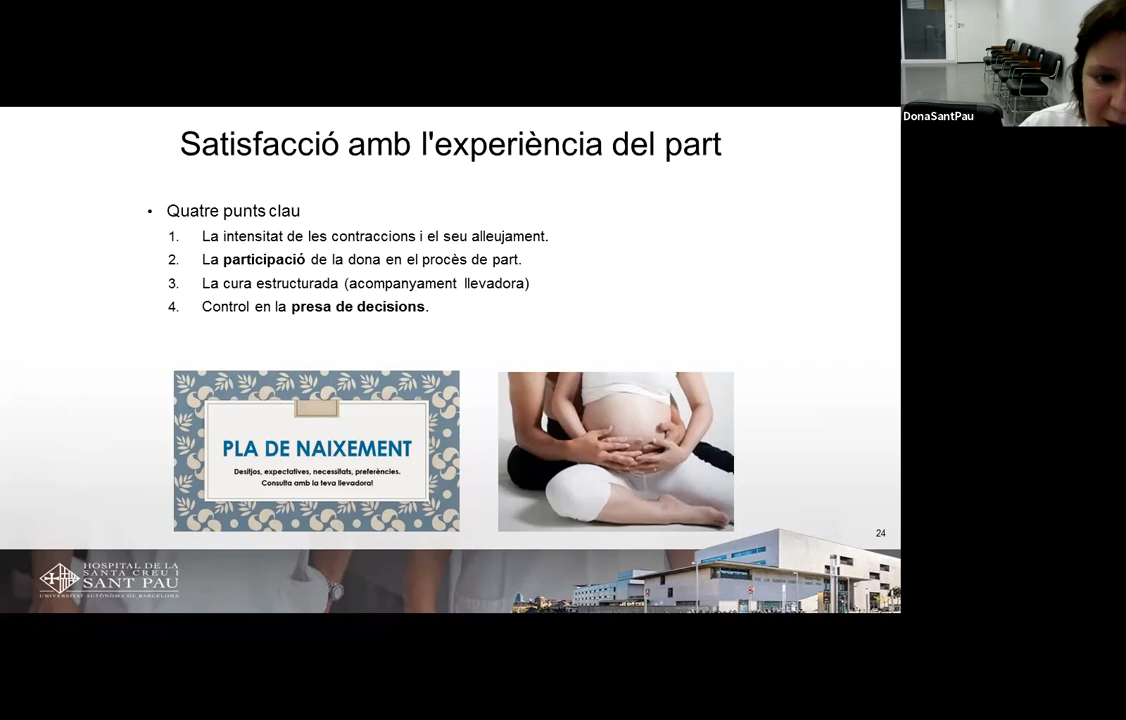 Satisfacció amb l'experiència del part
DonaSantPau
• Quatre punts clau
1. La intensitat de les contraccions i el seu alleujament.
2. La participació de la dona en el procès de part.
3. La cura estructurada (acompanyament llevadora)
4. Control en la presa de decisions.
PLA DE NAIXEMENT
Desitjos, expectatives, necessitats, preferències.
Consulta amb la teva llevadora!
24
HOSPITAL DE LA
SANTA CREU I
SANT PAU
UNIVERSITAT AUTÒNOMA DE BARCELONA